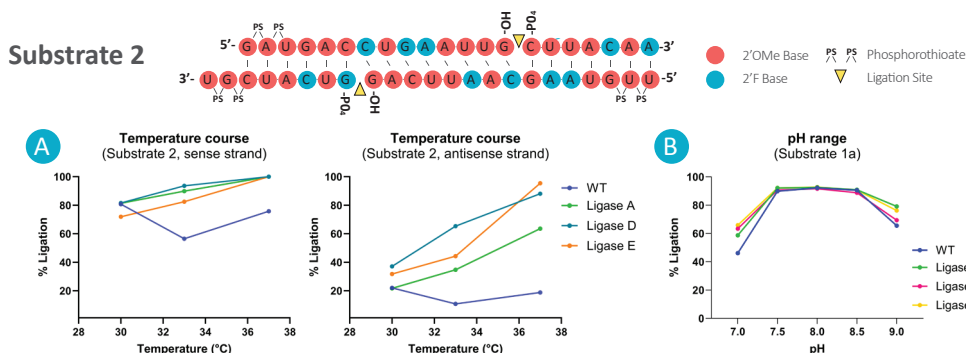 Substrate 2
-OH
-PO₄
PS PS
5'- G A U G A C C U G A A U U G C U U A C A A -3'
3'- U G C U A C U G G A C U U A A C G A A U G U U -5'
PS PS
PS PS
-PO₄
-OH
2'OMe Base
2'F Base
PS PS Phosphorothioate
Ligation Site
A
Temperature course
(Substrate 2, sense strand)
% Ligation
100
80
60
40
20
28 30 32 34 36 38
Temperature (°C)
Temperature course
(Substrate 2, antisense strand)
% Ligation
100
80
60
40
20
28 30 32 34 36 38
Temperature (°C)
WT
Ligase A
Ligase D
Ligase E
B
pH range
(Substrate 1a)
% Ligation
100
80
60
40
20
0
7.0 7.5 8.0 8.5 9.0
pH
WT
Ligase
Ligase
Ligase